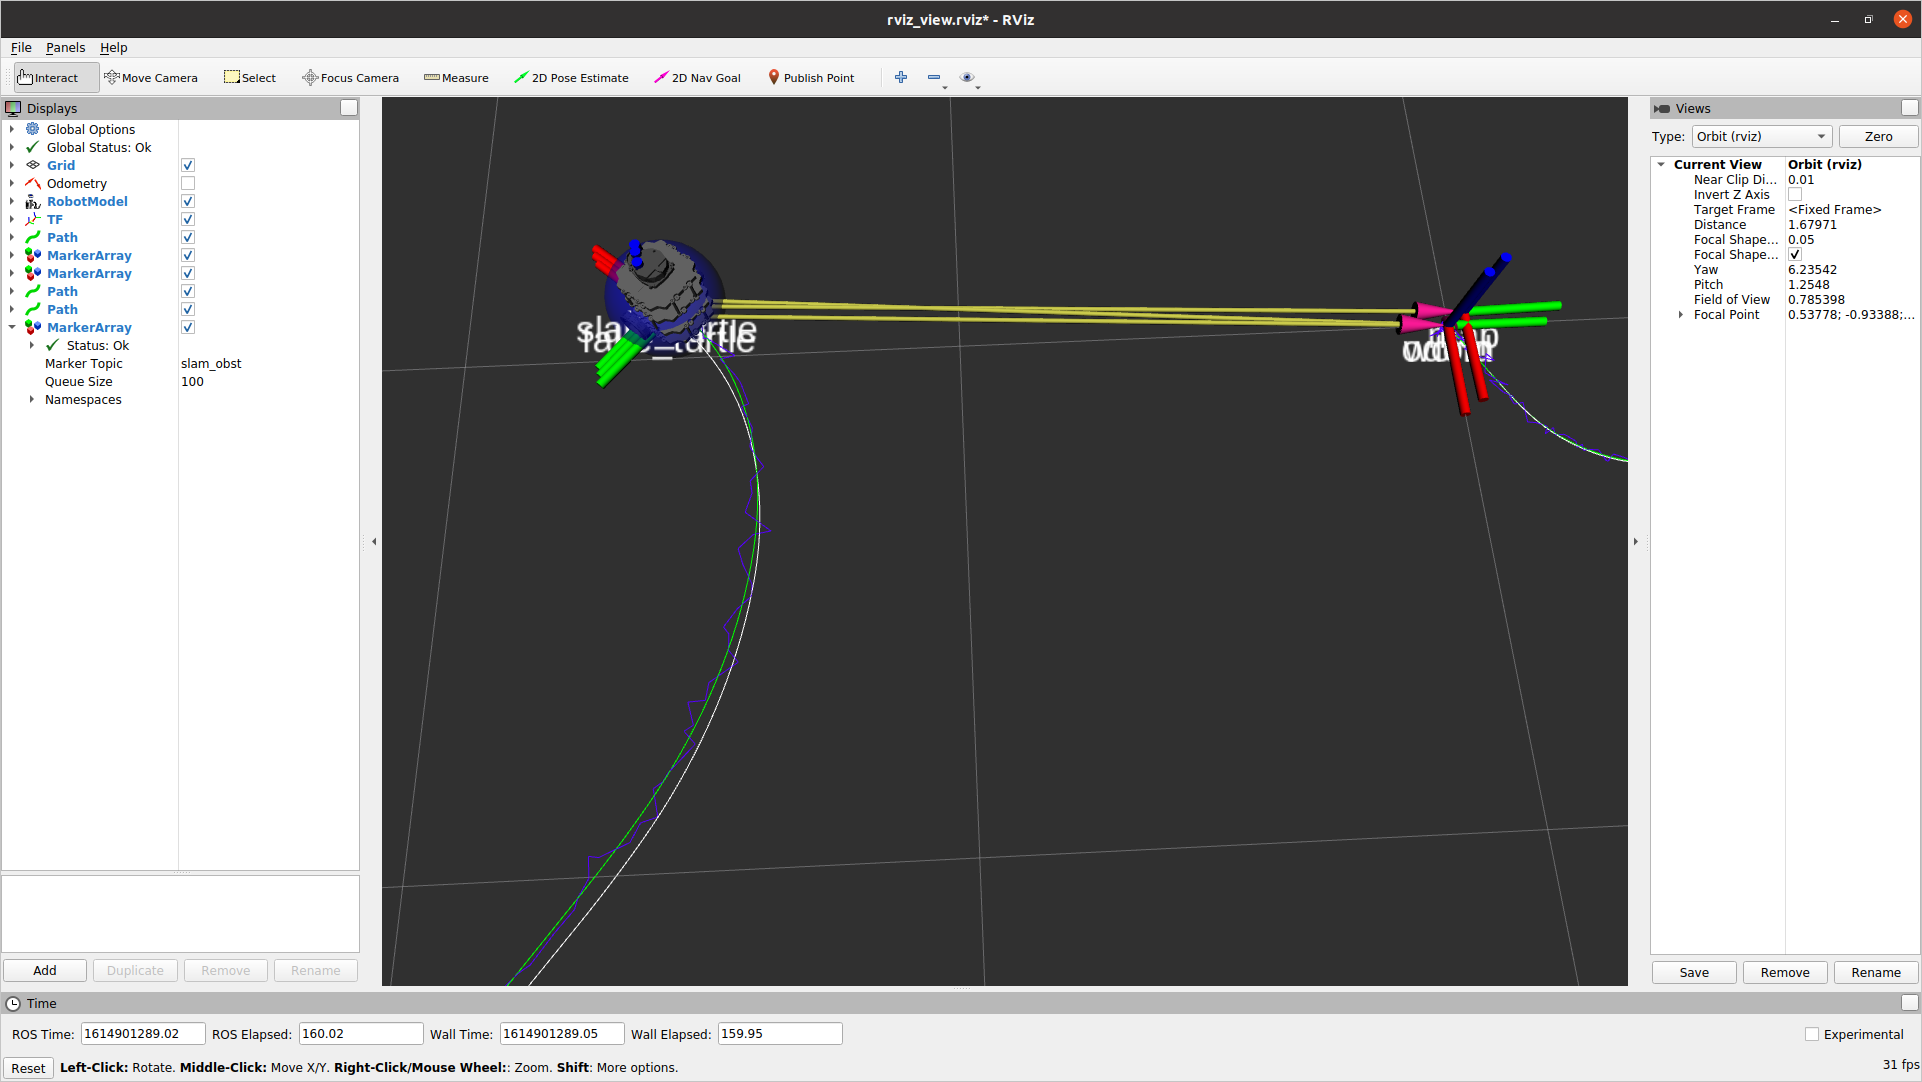 rviz_view.rviz* - RViz
File Panels Help
Interact Move Camera Select Focus Camera Measure 2D Pose Estimate 2D Nav Goal Publish Point
Displays
Global Options
Global Status: Ok
Grid
Odometry
RobotModel
TF
Path
MarkerArray
MarkerArray
Path
Path
MarkerArray
Status: Ok
Marker Topic slam_obst
Queue Size 100
Namespaces
Add Duplicate Remove Rename
Views
Type: Orbit (rviz) Zero
Current View Orbit (rviz)
Near Clip Di... 0.01
Invert Z Axis
Target Frame <Fixed Frame>
Distance 1.67971
Focal Shape... 0.05
Focal Shape...
Yaw 6.23542
Pitch 1.2548
Field of View 0.785398
Focal Point 0.53778; -0.93388;...
Save Remove Rename
Time
ROS Time: 1614901289.02 ROS Elapsed: 160.02 Wall Time: 1614901289.05 Wall Elapsed: 159.95 Experimental
Reset Left-Click: Rotate. Middle-Click: Move X/Y. Right-Click/Mouse Wheel:: Zoom. Shift: More options. 31 fps